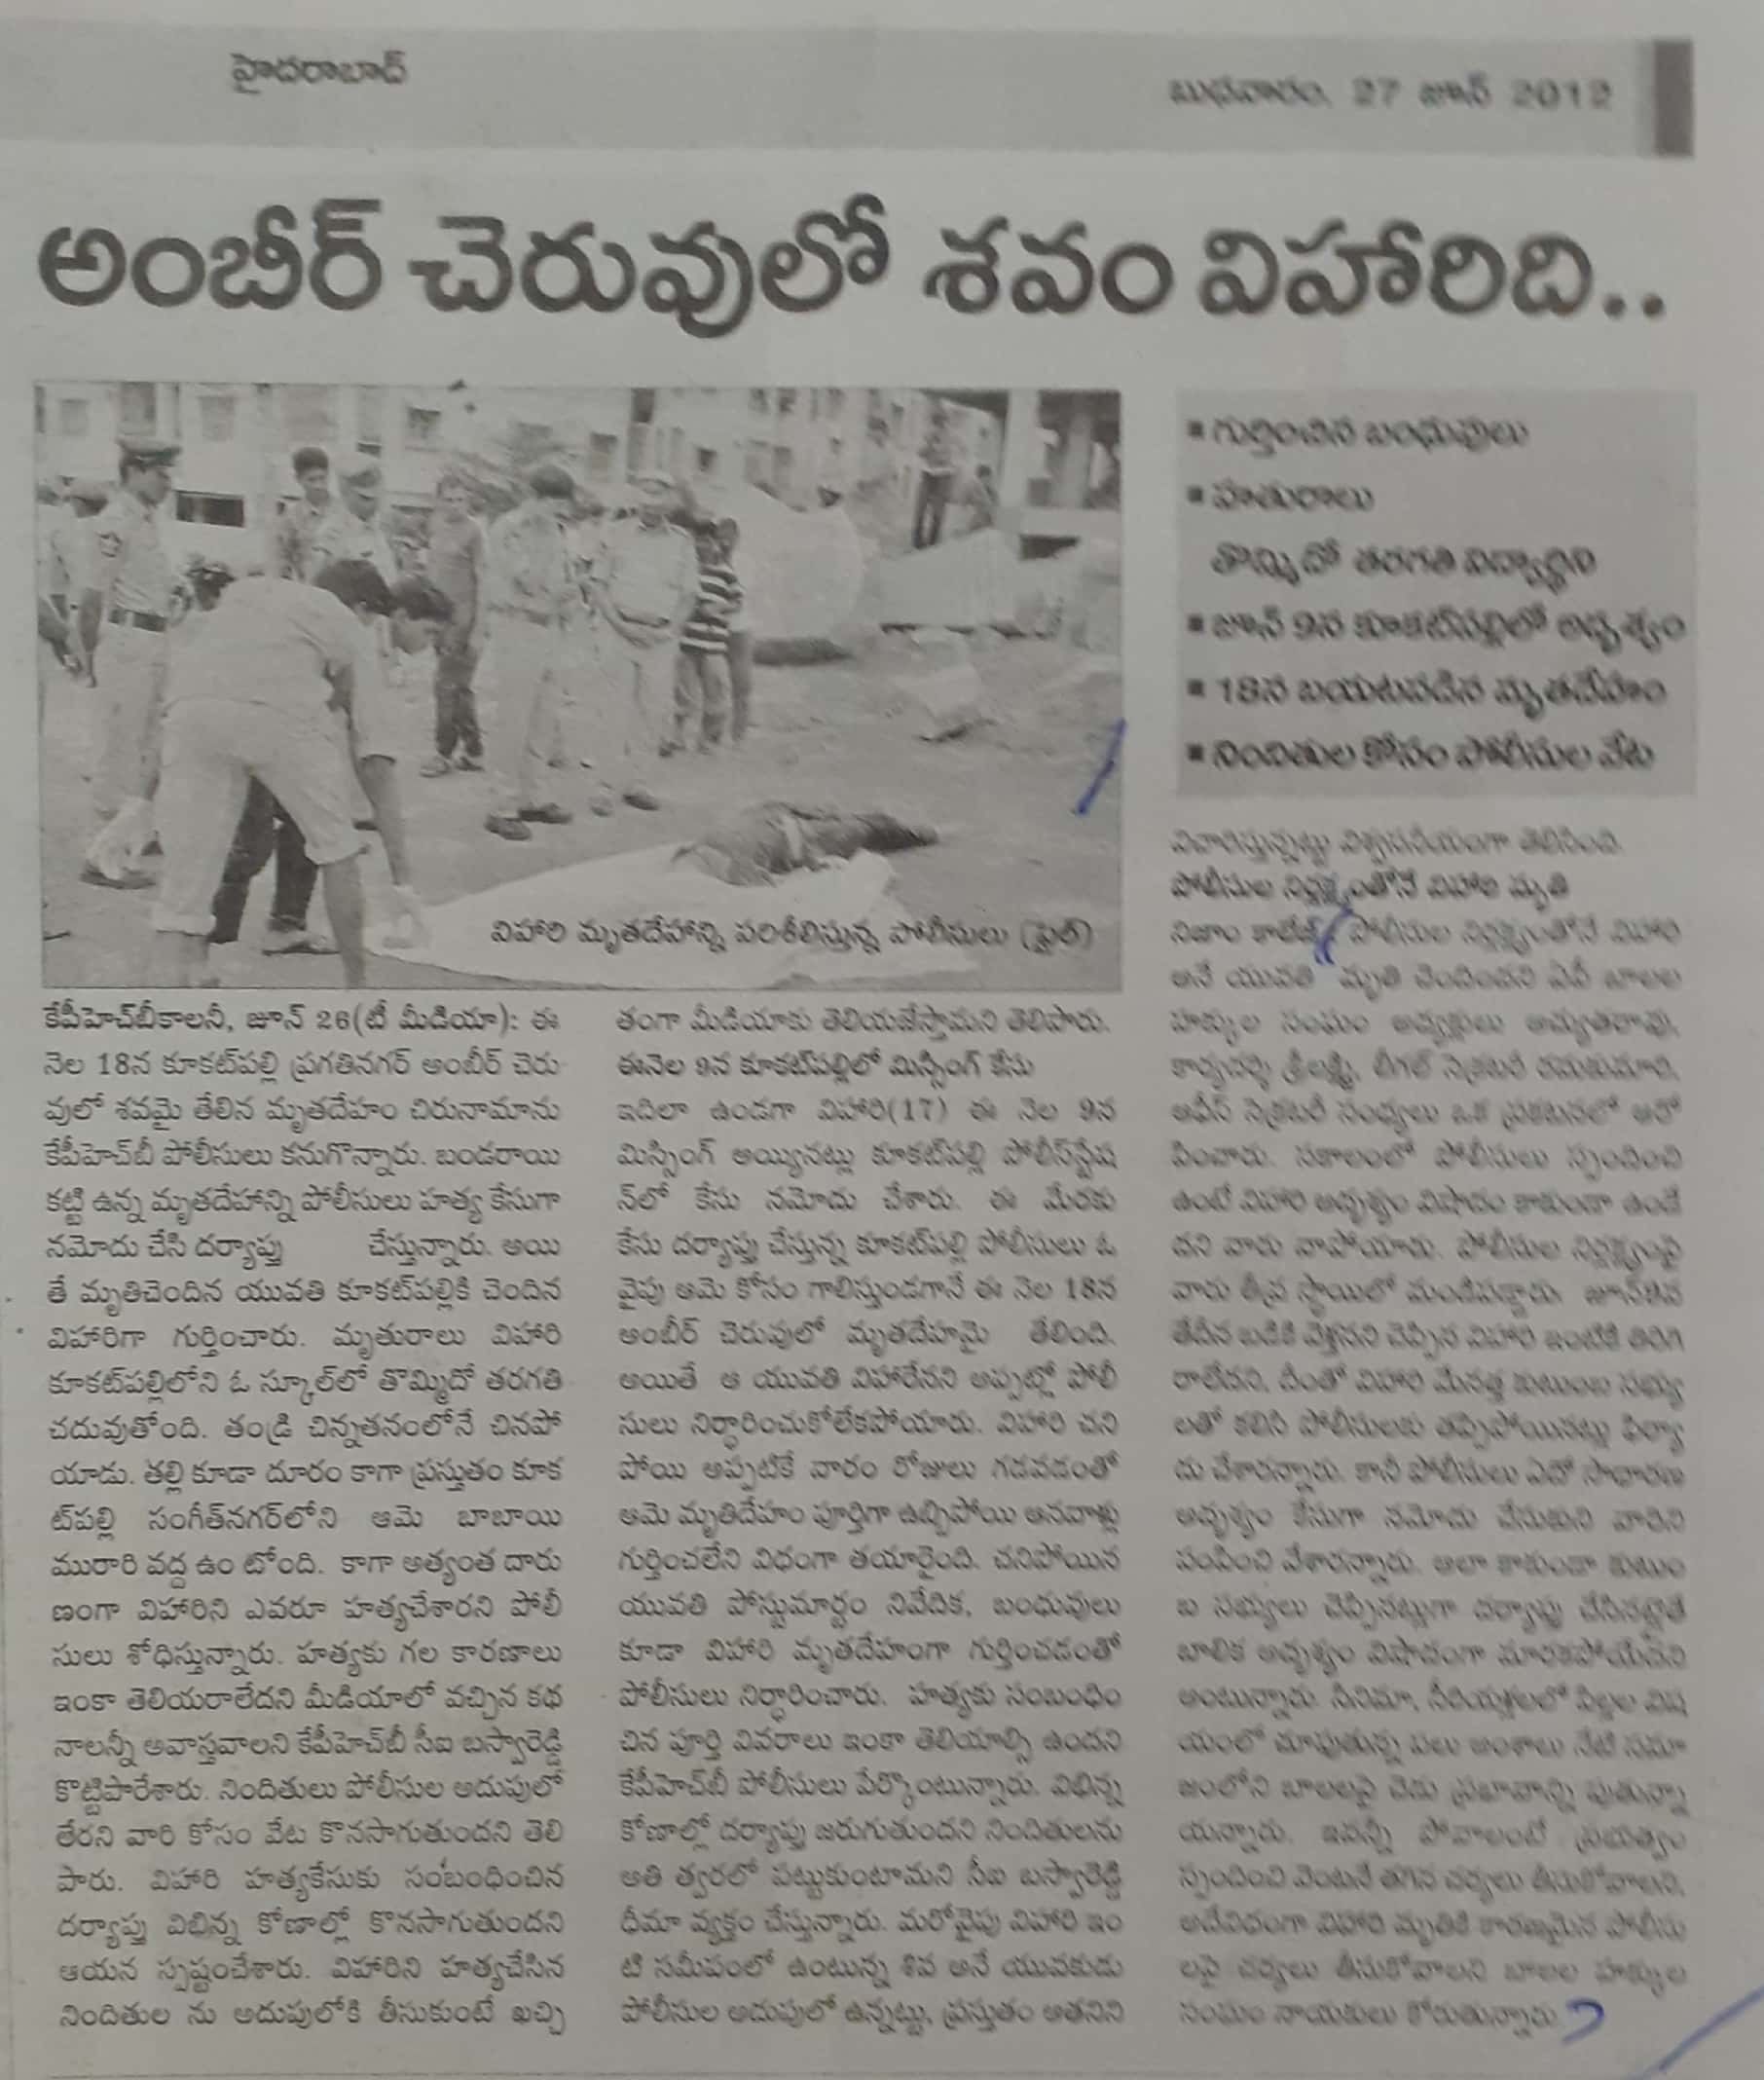 హైదరాబాద్
బుధవారం, 27 జూన్ 2012
అంబీర్ చెరువులో శవం విహారిది..
విహారి మృతదేహాన్ని పరిశీలిస్తున్న పోలీసులు (ఫైల్)
▪ గుర్తించిన బంధువులు
▪ హతురాలు
తొమ్మిదో తరగతి విద్యార్థిని
▪ జూన్ 9న కూకట్‌పల్లిలో అదృశ్యం
▪ 18న బయటపడిన మృతదేహం
▪ నిందితుల కోసం పోలీసుల వేట
కేపీహెచ్‌బీకాలనీ, జూన్ 26(టీ మీడియా): ఈ
నెల 18న కూకట్‌పల్లి ప్రగతినగర్ అంబీర్ చెరు
వులో శవమై తేలిన మృతదేహం చిరునామాను
కేపీహెచ్‌బీ పోలీసులు కనుగొన్నారు. బండరాయి
కట్టి ఉన్న మృతదేహాన్ని పోలీసులు హత్య కేసుగా
నమోదు చేసి దర్యాప్తు చేస్తున్నారు. అయి
తే మృతిచెందిన యువతి కూకట్‌పల్లికి చెందిన
విహారిగా గుర్తించారు. మృతురాలు విహారి
కూకట్‌పల్లిలోని ఓ స్కూల్‌లో తొమ్మిదో తరగతి
చదువుతోంది. తండ్రి చిన్నతనంలోనే చనిపో
యాడు. తల్లి కూడా దూరం కాగా ప్రస్తుతం కూక
ట్‌పల్లి సంగీత్‌నగర్‌లోని ఆమె బాబాయి
మురారి వద్ద ఉం టోంది. కాగా అత్యంత దారు
ణంగా విహారిని ఎవరూ హత్యచేశారని పోలీ
సులు శోధిస్తున్నారు. హత్యకు గల కారణాలు
ఇంకా తెలియరాలేదని మీడియాలో వచ్చిన కథ
నాలన్నీ అవాస్తవాలని కేపీహెచ్‌బీ సీఐ బస్వారెడ్డి
కొట్టిపారేశారు. నిందితులు పోలీసుల అదుపులో
లేరని వారి కోసం వేట కొనసాగుతుందని తెలి
పారు. విహారి హత్యకేసుకు సంబంధించిన
దర్యాప్తు విభిన్న కోణాల్లో కొనసాగుతుందని
ఆయన స్పష్టంచేశారు. విహారిని హత్యచేసిన
నిందితుల ను అదుపులోకి తీసుకుంటే ఖచ్చి
తంగా మీడియాకు తెలియజేస్తామని తెలిపారు.
ఈనెల 9న కూకట్‌పల్లిలో మిస్సింగ్ కేసు
ఇదిలా ఉండగా విహారి(17) ఈ నెల 9న
మిస్సింగ్ అయ్యినట్లు కూకట్‌పల్లి పోలీస్‌స్టేష
న్‌లో కేసు నమోదు చేశారు. ఈ మేరకు
కేసు దర్యాప్తు చేస్తున్న కూకట్‌పల్లి పోలీసులు ఓ
వైపు ఆమె కోసం గాలిస్తుండగానే ఈ నెల 18న
అంబీర్ చెరువులో మృతదేహమై తేలింది.
అయితే ఆ యువతి విహారేనని అప్పట్లో పోలీ
సులు నిర్ధారించుకోలేకపోయారు. విహారి చని
పోయి అప్పటికే వారం రోజులు గడవడంతో
ఆమె మృతిదేహం పూర్తిగా ఉబ్బిపోయి ఆనవాళ్లు
గుర్తించలేని విధంగా తయారైంది. చనిపోయిన
యువతి పోస్టుమార్టం నివేదిక, బంధువులు
కూడా విహారి మృతదేహంగా గుర్తించడంతో
పోలీసులు నిర్ధారించారు. హత్యకు సంబంధిం
చిన పూర్తి వివరాలు ఇంకా తెలియాల్సి ఉందని
కేపీహెచ్‌బీ పోలీసులు పేర్కొంటున్నారు. విభిన్న
కోణాల్లో దర్యాప్తు జరుగుతుందని నిందితులను
అతి త్వరలో పట్టుకుంటామని సీఐ బస్వారెడ్డి
ధీమా వ్యక్తం చేస్తున్నారు. మరోవైపు విహారి ఇం
టి సమీపంలో ఉంటున్న శివ అనే యువకుడు
పోలీసుల అదుపులో ఉన్నట్టు, ప్రస్తుతం అతనిని
విచారిస్తున్నట్టు విశ్వసనీయంగా తెలిసింది.
పోలీసుల నిర్లక్ష్యంతోనే విహారి మృతి
నిజాం కాలేజ్: పోలీసుల నిర్లక్ష్యంతోనే విహారి
అనే యువతి మృతి చెందిందని ఏపీ బాలల
హక్కుల సంఘం అధ్యక్షులు అచ్యుతరావు,
కార్యదర్శి శ్రీలక్ష్మి, లీగల్ సెక్రటరీ రమకుమారి,
ఆఫీస్ సెక్రటరీ సంధ్యలు ఒక ప్రకటనలో ఆరో
పించారు. సకాలంలో పోలీసులు స్పందించి
ఉంటే విహారి అదృశ్యం విషాదం కాకుండా ఉండే
దని వారు వాపోయారు. పోలీసుల నిర్లక్ష్యంపై
వారు తీవ్ర స్థాయిలో మండిపడ్డారు. జూన్
తేదీన బడికి వెళ్తానని చెప్పిన విహారి ఇంటికి తిరిగి
రాలేదని, దీంతో విహారి మేనత్త కుటుంబ సభ్యు
లతో కలిసి పోలీసులకు తప్పిపోయినట్లు ఫిర్యా
దు చేశారన్నారు. కానీ పోలీసులు ఏదో సాధారణ
అదృశ్యం కేసుగా నమోదు చేసుకుని వారిని
పంపించి వేశారన్నారు. అలా కాకుండా కుటుం
బ సభ్యులు చెప్పినట్లుగా దర్యాప్తు చేసినట్లైతే
బాలిక అదృశ్యం విషాదంగా మారకపోయేదని
అంటున్నారు. సినిమా, సీరియళ్లలలో పిల్లల విష
యంలో చూపుతున్న పలు అంశాలు నేటి సమా
జంలోని బాలలపై చెడు ప్రభావాన్ని
యన్నారు. ఇవన్నీ పోవాలంటే ప్రభుత్వం
స్పందించి వెంటనే తగిన చర్యలు తీసుకోవాలని,
అదేవిధంగా విహారి మృతికి కారణమైన పోలీసు
లపై చర్యలు తీసుకోవాలని బాలల హక్కుల
సంఘం నాయకులు కోరుతున్నారు.